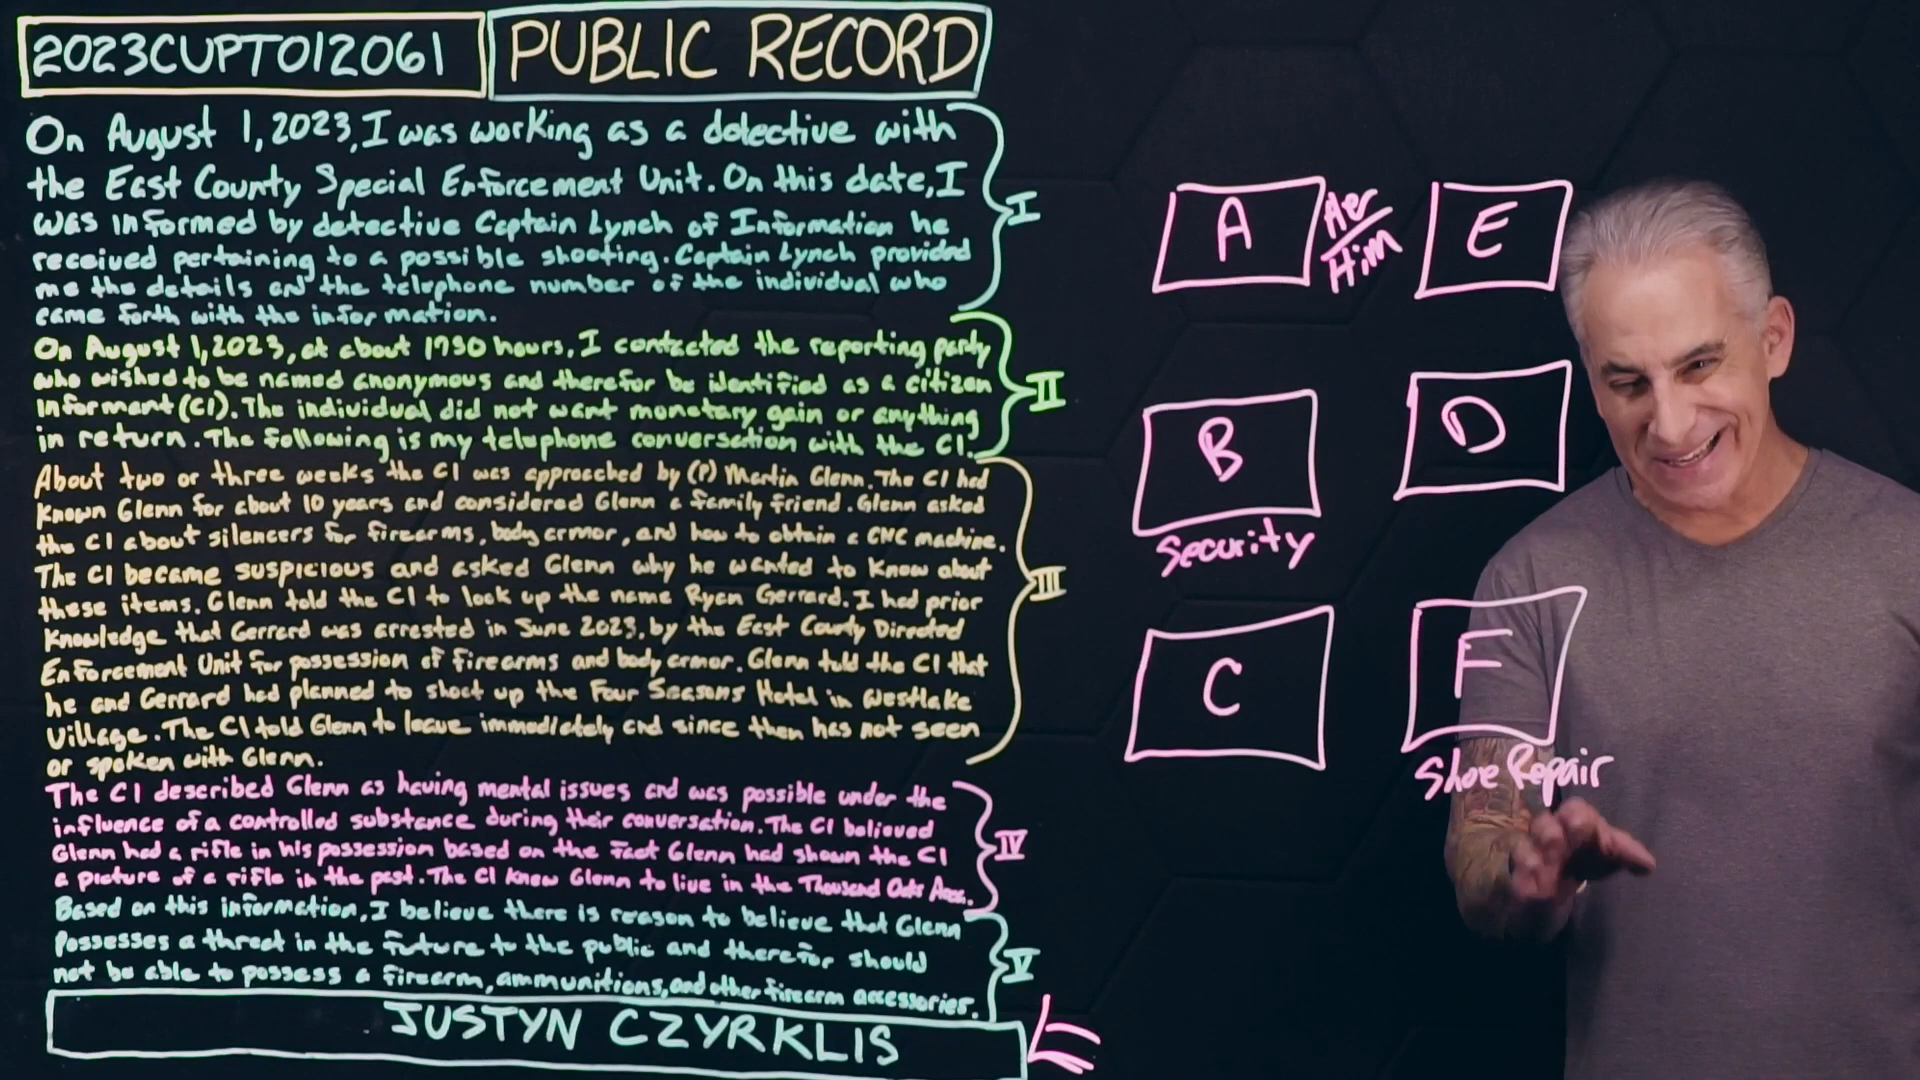 2023CUPT012061
PUBLIC RECORD
On August 1, 2023, I was working as a detective with
the East County Special Enforcement Unit. On this date, I
was informed by detective Captain Lynch of Information he
received pertaining to a possible shooting. Captain Lynch provided
me the details and the telephone number of the individual who
came forth with the information.
I
On August 1, 2023, at about 1730 hours, I contacted the reporting party
who wished to be named anonymous and therefor be identified as a citizen
Informant (CI). The individual did not want monetary gain or anything
in return. The following is my telephone conversation with the CI.
II
About two or three weeks the CI was approached by (P) Martin Glenn. The CI had
Known Glenn for about 10 years and considered Glenn a family friend. Glenn asked
the CI about silencers for firearms, body armor, and how to obtain a CNC machine.
The CI became suspicious and asked Glenn why he wanted to know about
these items. Glenn told the CI to look up the name Ryan Gerrard. I had prior
Knowledge that Gerrard was arrested in June 2023, by the East County Directed
Enforcement Unit for possession of firearms and body armor. Glenn told the CI that
he and Gerrard had planned to shoot up the Four Seasons Hotel in Westlake
Village. The CI told Glenn to leave immediately and since then has not seen
or spoken with Glenn.
III
The CI described Glenn as having mental issues and was possible under the
influence of a controlled substance during their conversation. The CI believed
Glenn had a rifle in his possession based on the fact Glenn had shown the CI
a picture of a rifle in the past. The CI knew Glenn to live in the Thousand Oaks Area.
IV
Based on this information, I believe there is reason to believe that Glenn
Possesses a threat in the future to the public and therefor should
not be able to possess a firearm, ammunitions, and other firearm accessories.
V
JUSTYN CZYRKLIS
A
Her
Him
E
B
Security
D
C
F
Shoe Repair